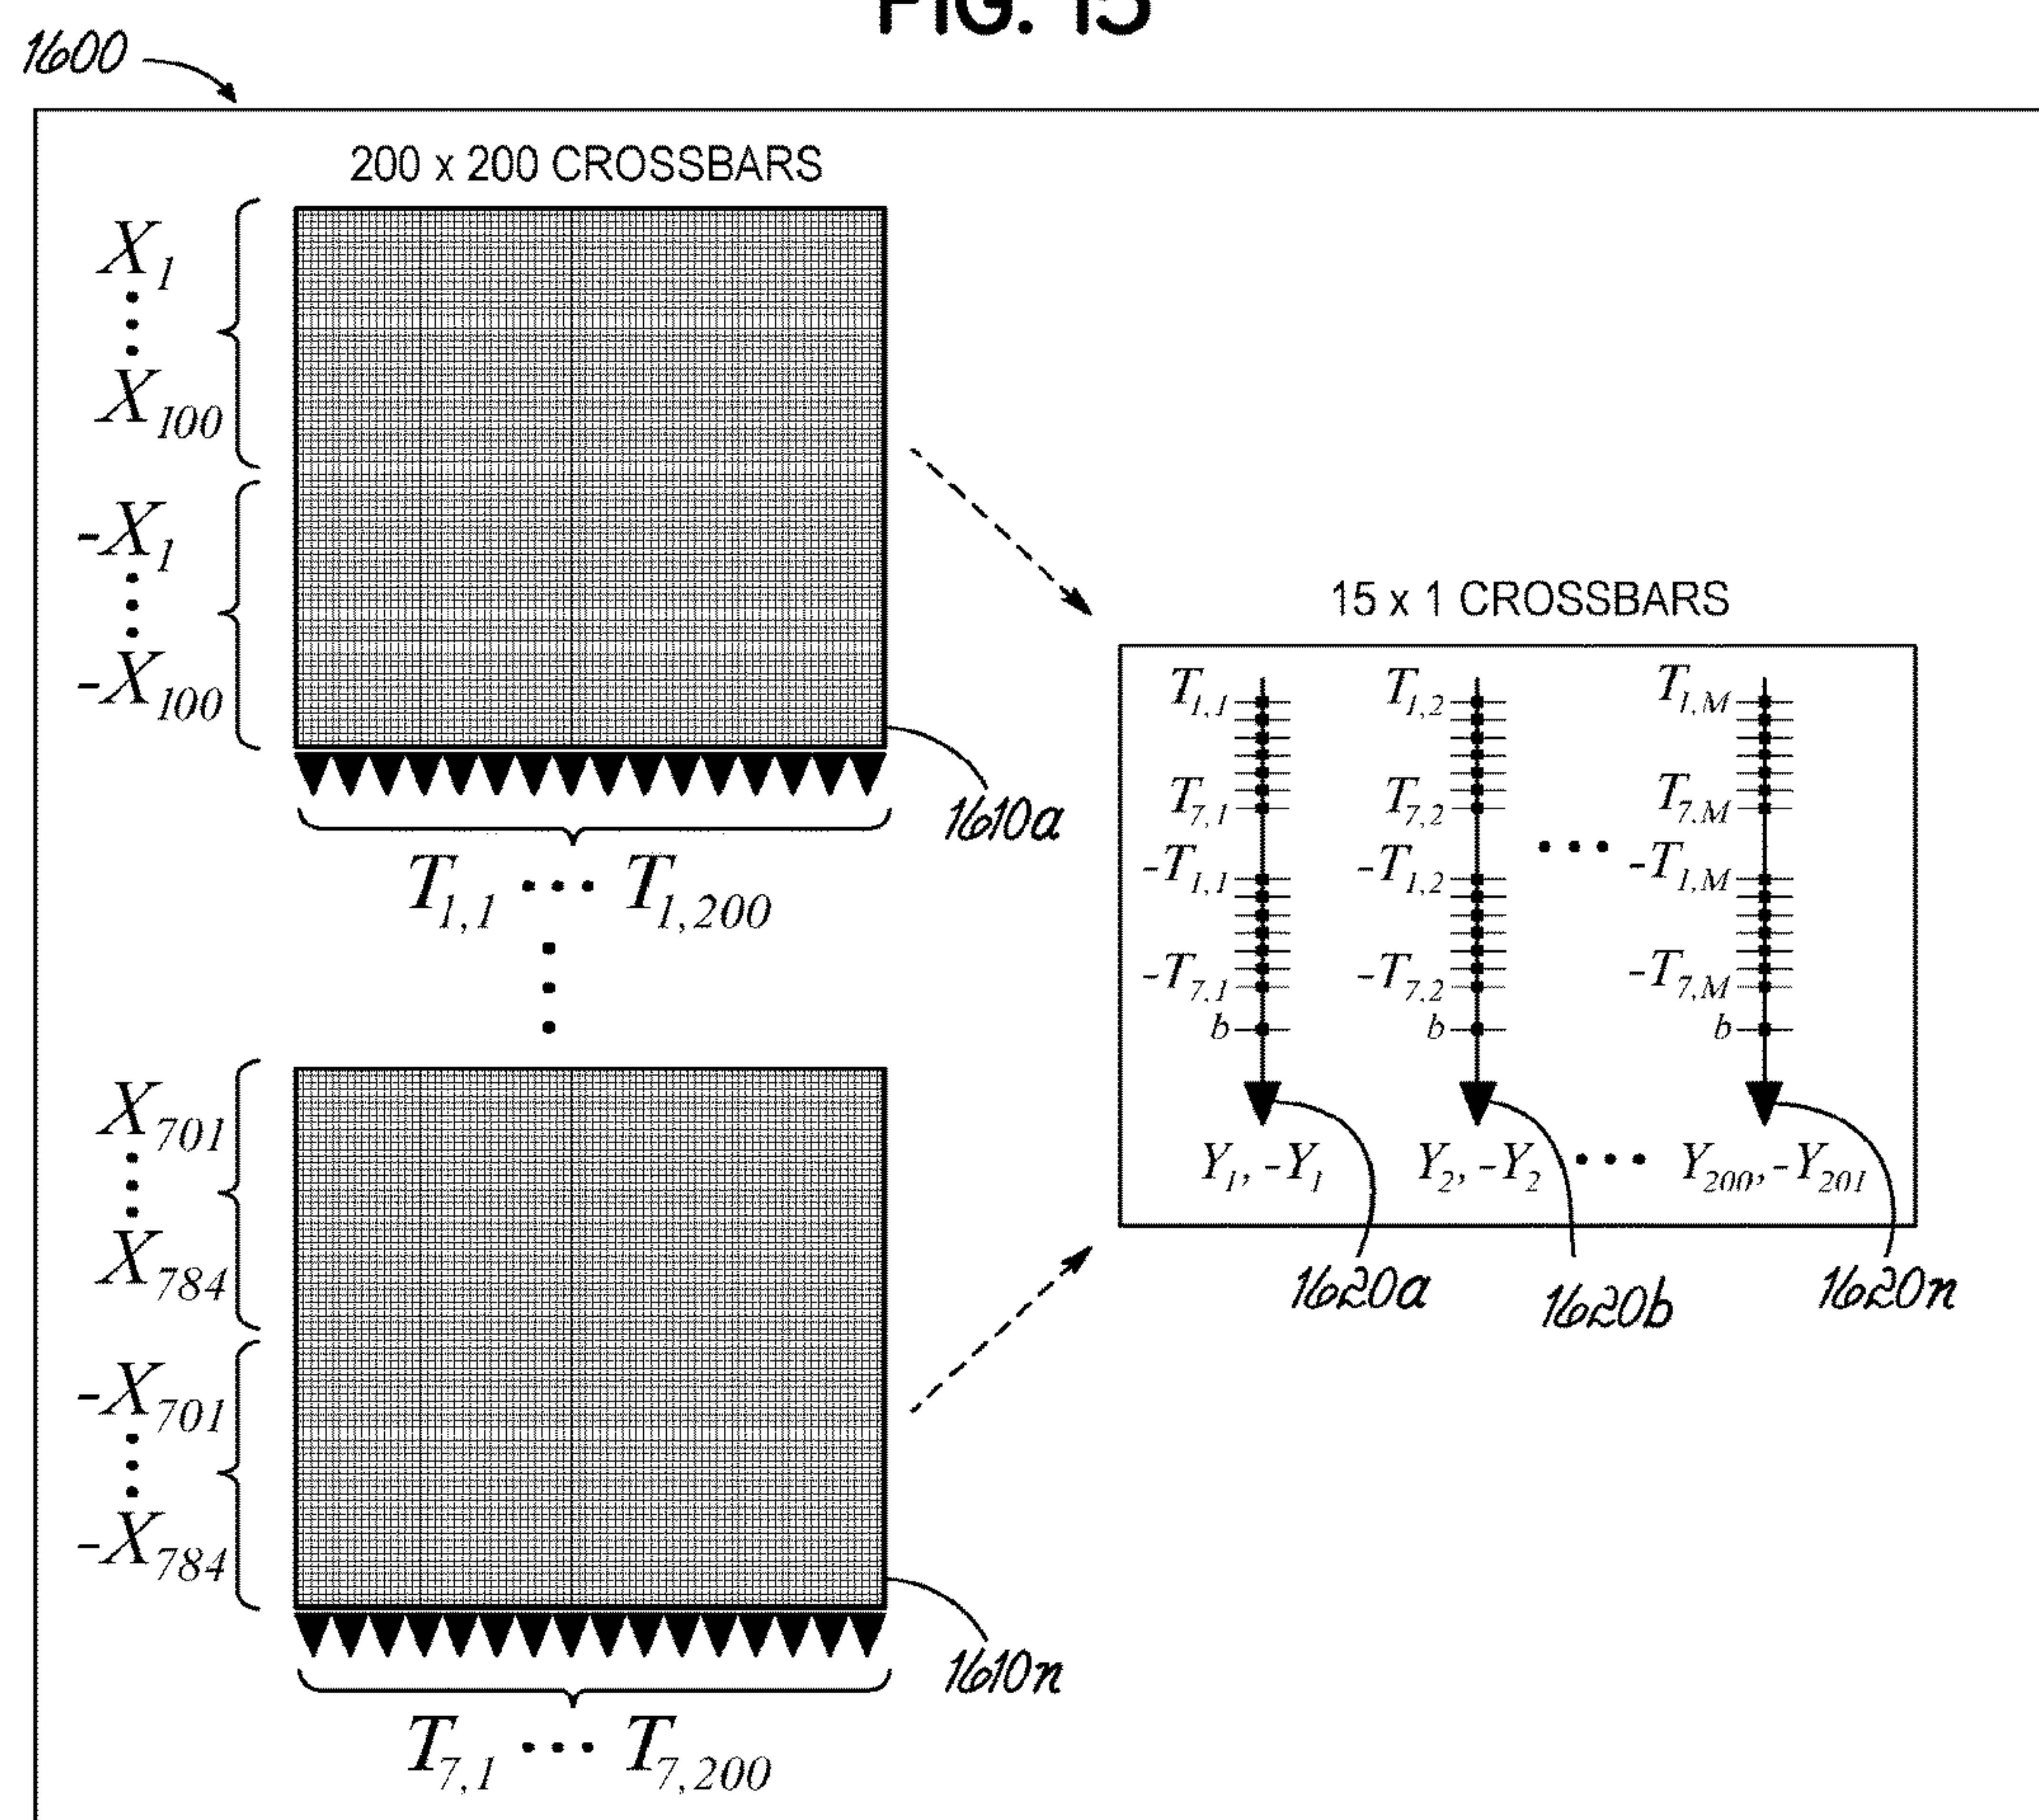 FIG. 15
1600
200 x 200 CROSSBARS
X1
X100
-X1
-X100
1610a
T1,1 ... T1,200
X701
X784
-X701
-X784
1610n
T7,1 ... T7,200
15 x 1 CROSSBARS
T1,1 T1,2 T1,M
T7,1 T7,2 ... T7,M
-T1,1 -T1,2 -T1,M
-T7,1 -T7,2 -T7,M
b b b
Y1, -Y1 Y2, -Y2 ... Y200, -Y201
1620a 1620b 1620n